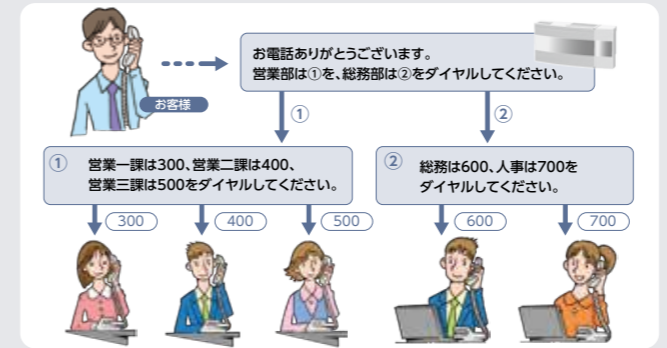 お電話ありがとうございます。
営業部は①を、総務部は②をダイヤルしてください。
お客様
①
②
① 営業一課は300、営業二課は400、
営業三課は500をダイヤルしてください。
② 総務は600、人事は700を
ダイヤルしてください。
300
400
500
600
700